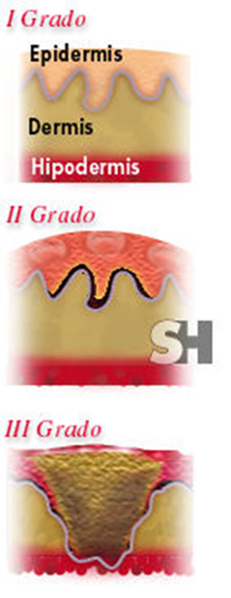 I Grado
Epidermis
Dermis
Hipodermis
II Grado
SH
III Grado